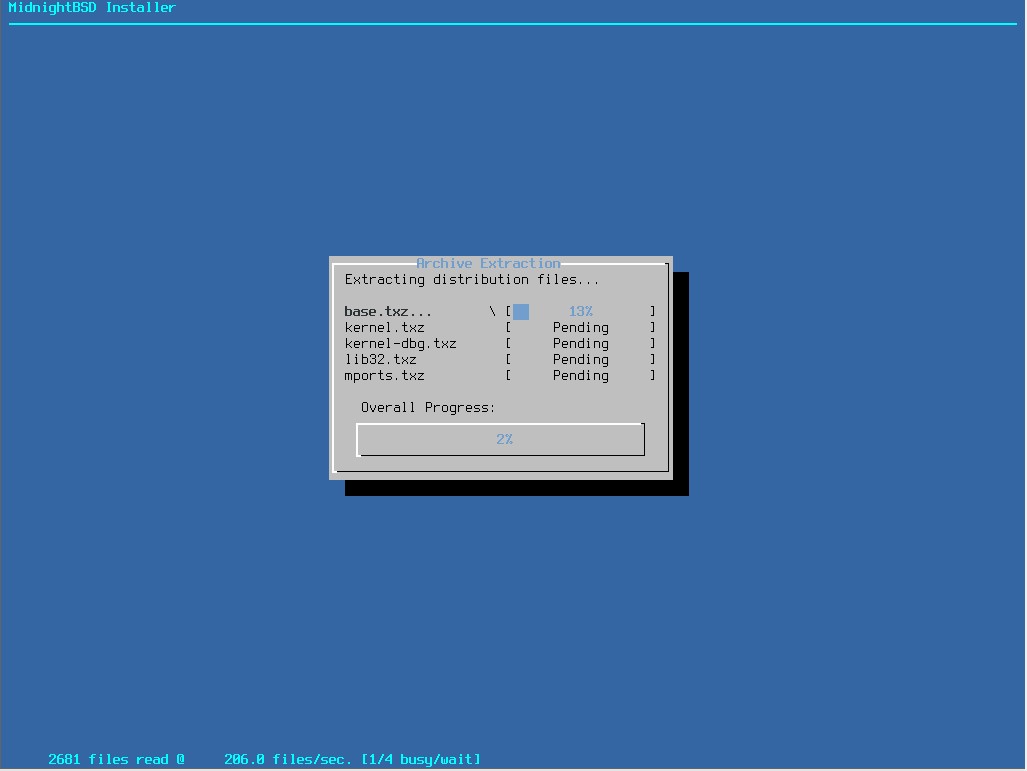 MidnightBSD Installer
Archive Extraction
Extracting distribution files...
base.txz... \ [ 13% ]
kernel.txz [ Pending ]
kernel-dbg.txz [ Pending ]
lib32.txz [ Pending ]
mports.txz [ Pending ]
Overall Progress:
2%
2681 files read @ 206.0 files/sec. [1/4 busy/wait]